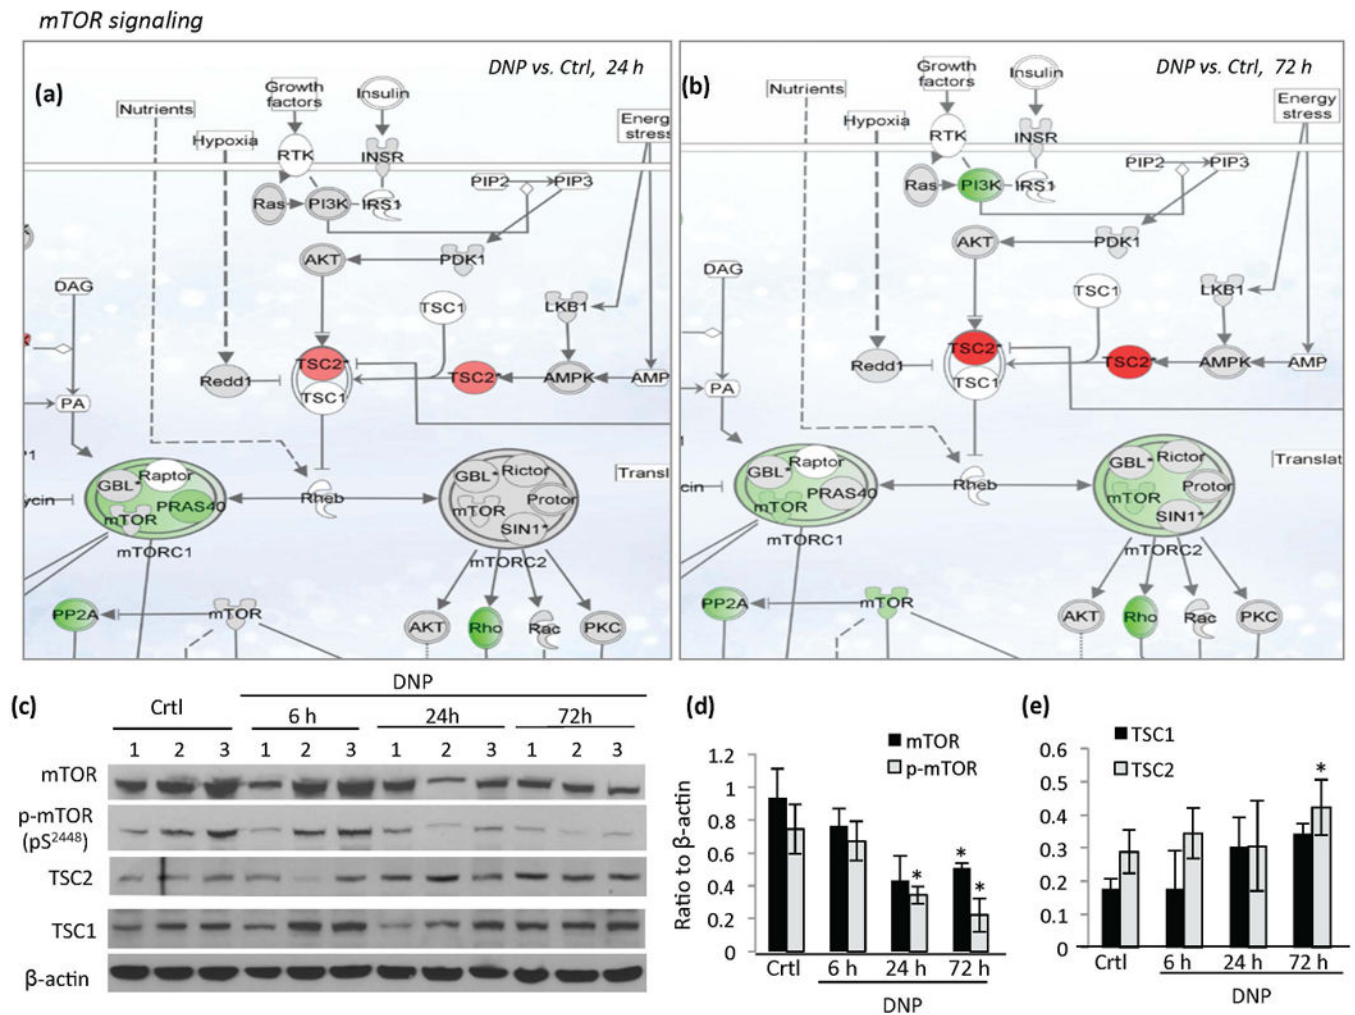 mTOR signaling
(a)
DNP vs. Ctrl, 24 h
Nutrients
Growth factors
Insulin
Energ
stress
Hypoxia
RTK
INSR
PIP2
PIP3
Ras
PI3K
IRS1
AKT
PDK1
DAG
TSC1
LKB1
TSC2*
Redd1
TSC2*
AMPK
AMP
TSC1
PA
GBL*
Raptor
PRAS40
mTOR
mTORC1
Rheb
GBL*
Rictor
mTOR
Protor
SIN1*
mTORC2
Translat
ycin
PP2A
mTOR
AKT
Rho
Rac
PKC
(b)
DNP vs. Ctrl, 72 h
Nutrients
Growth factors
Insulin
Energy
stress
Hypoxia
RTK
INSR
PIP2
PIP3
Ras
PI3K
IRS1
AKT
PDK1
DAG
TSC1
LKB1
TSC2*
Redd1
TSC2*
AMPK
AMP
TSC1
PA
GBL*
Raptor
PRAS40
mTOR
mTORC1
Rheb
GBL*
Rictor
mTOR
Protor
SIN1*
mTORC2
Translat
cin
PP2A
mTOR
AKT
Rho
Rac
PKC
(c)
DNP
Crtl
6 h
24h
72h
1 2 3 1 2 3 1 2 3 1 2 3
mTOR
p-mTOR
(pS2448)
TSC2
TSC1
β-actin
(d)
mTOR
p-mTOR
Ratio to β-actin
1.2
1
0.8
0.6
0.4
0.2
0
*
*
*
Crtl 6 h 24 h 72 h
DNP
(e)
TSC1
TSC2
0.6
0.5
0.4
0.3
0.2
0.1
0
*
Crtl 6 h 24 h 72 h
DNP